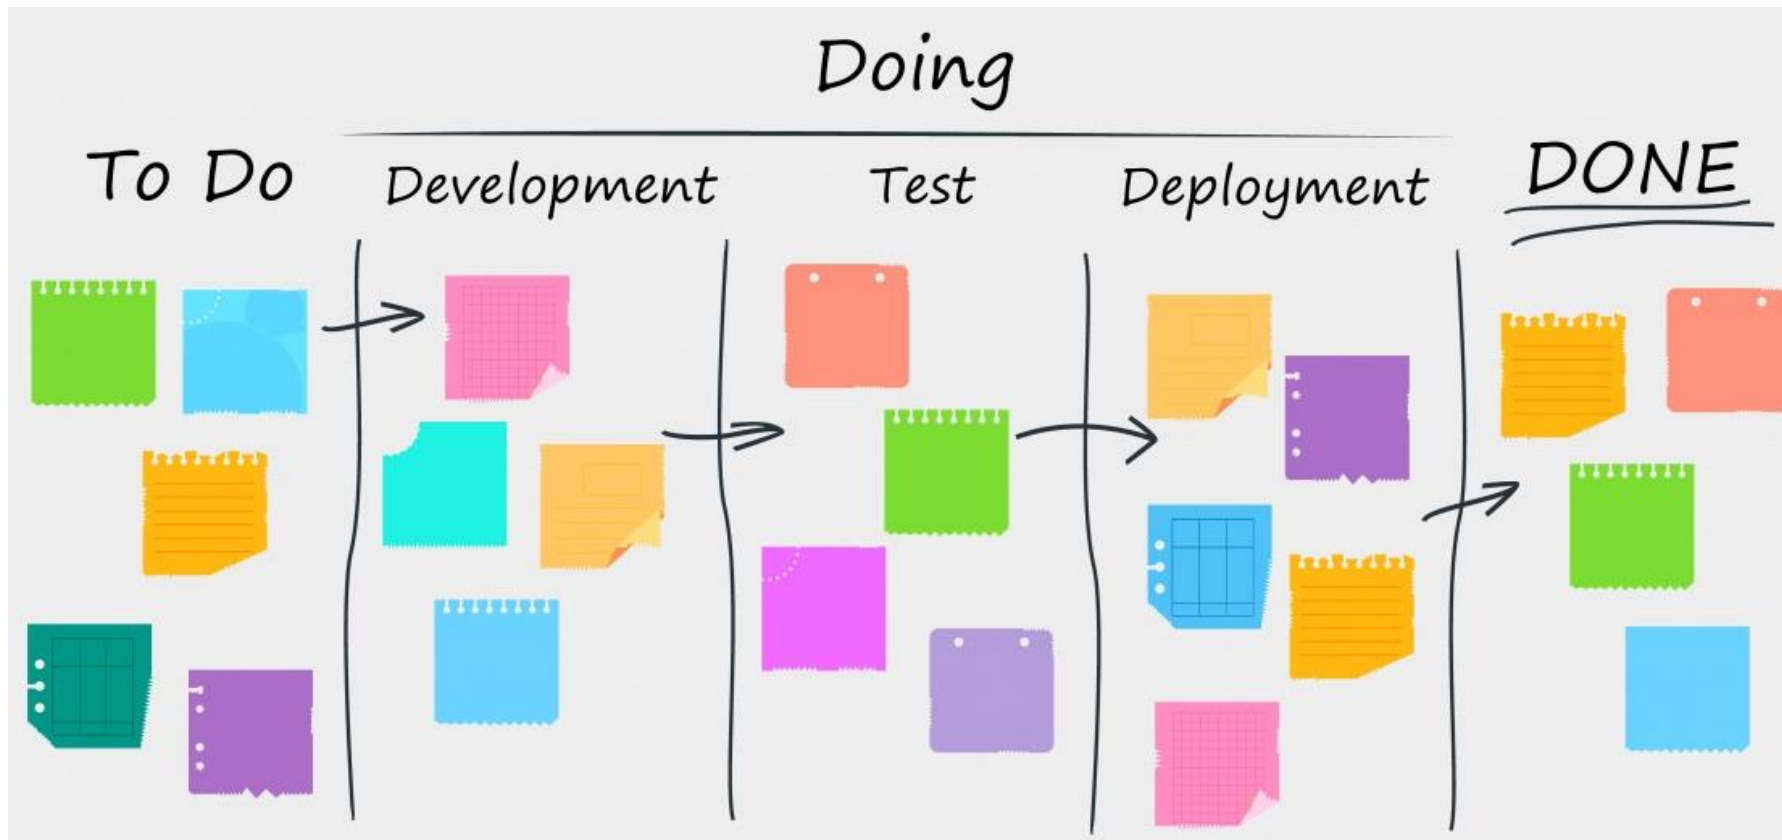 Doing
To Do
Development
Test
Deployment
DONE